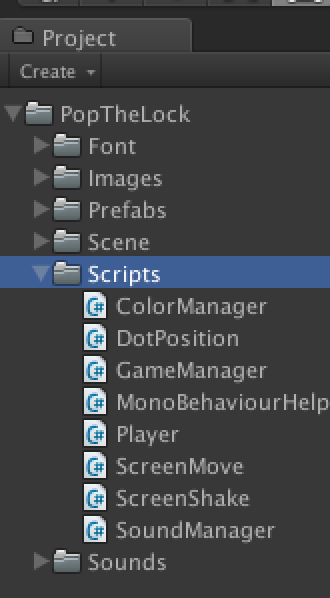 Project
Create
PopTheLock
Font
Images
Prefabs
Scene
Scripts
ColorManager
DotPosition
GameManager
MonoBehaviourHelp
Player
ScreenMove
ScreenShake
SoundManager
Sounds